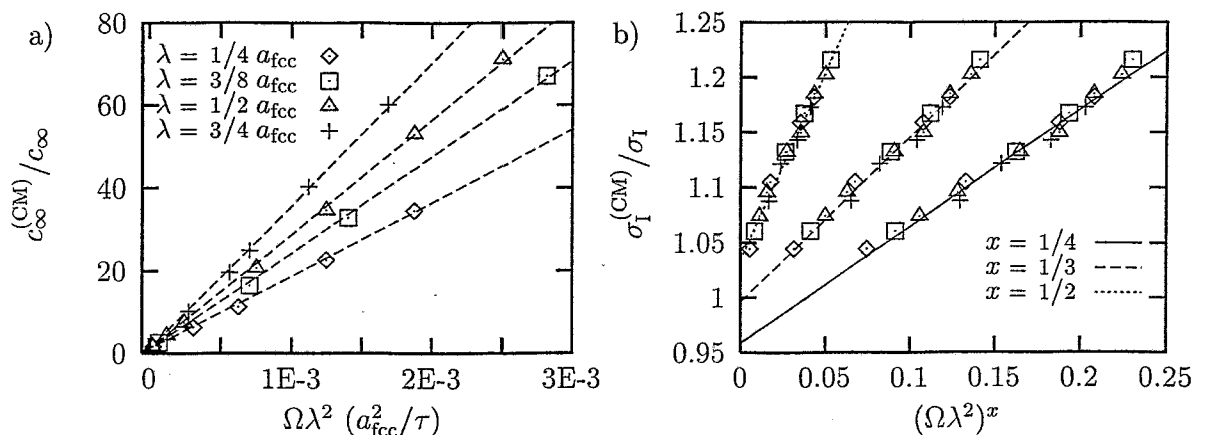 a)
80
60
40
20
0
c∞^(CM)/c∞
λ = 1/4 a_fcc
λ = 3/8 a_fcc
λ = 1/2 a_fcc
λ = 3/4 a_fcc
0 1E-3 2E-3 3E-3
Ωλ² (a²_fcc/τ)
b)
1.25
1.2
1.15
1.1
1.05
1
0.95
σ_I^(CM)/σ_I
x = 1/4
x = 1/3
x = 1/2
0 0.05 0.1 0.15 0.2 0.25
(Ωλ²)^x